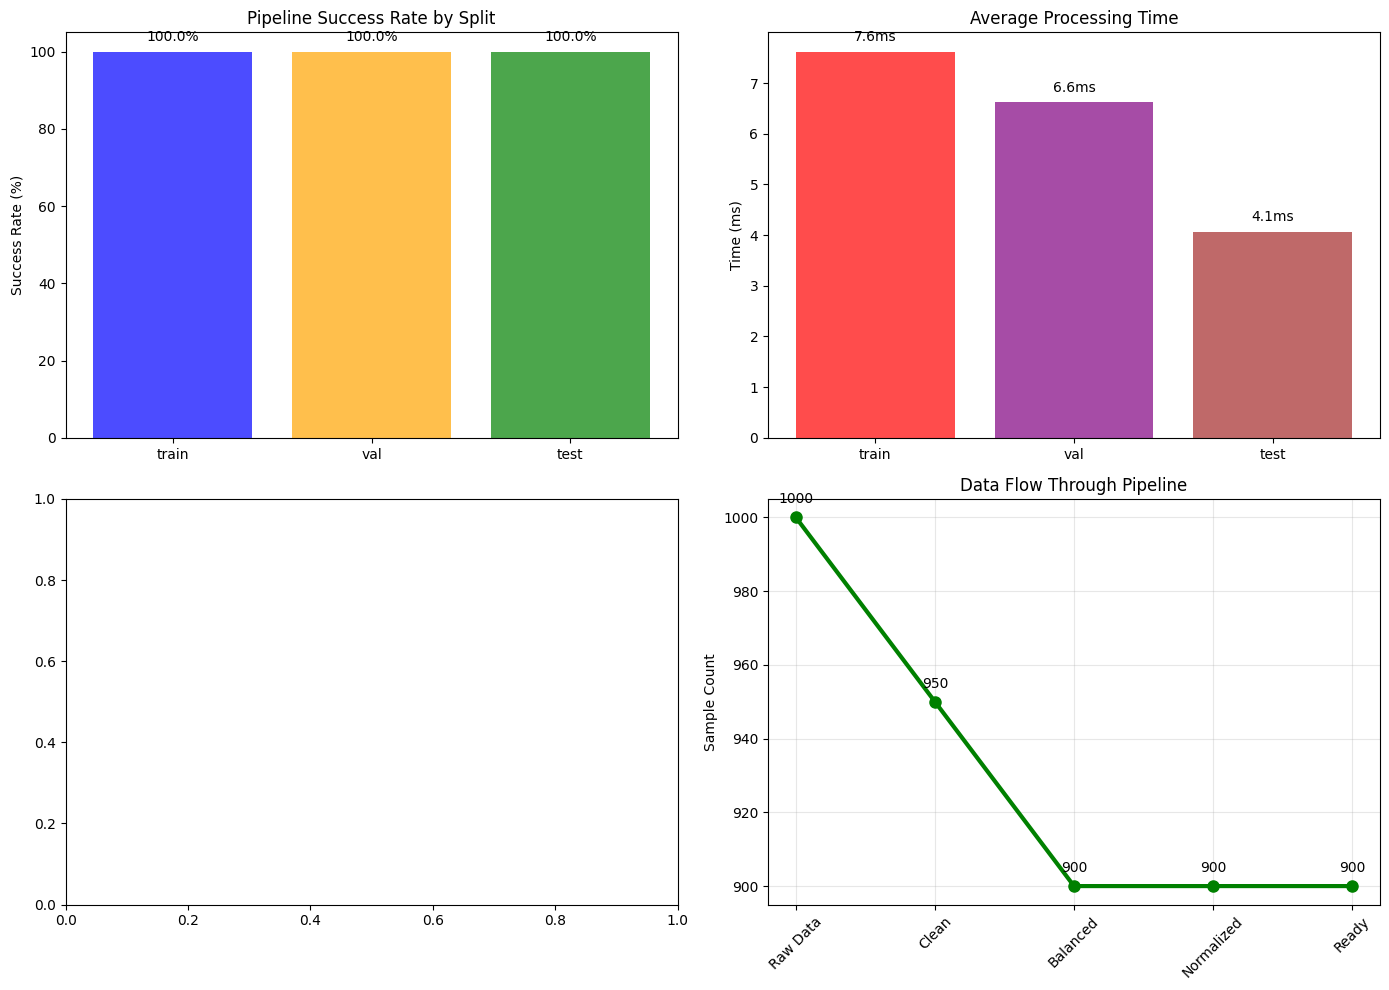 Pipeline Success Rate by Split
100.0%
100.0%
100.0%
100
80
60
40
20
0
Success Rate (%)
train
val
test
Average Processing Time
7.6ms
6.6ms
4.1ms
7
6
5
4
3
2
1
0
Time (ms)
train
val
test
1.0
0.8
0.6
0.4
0.2
0.0
0.0
0.2
0.4
0.6
0.8
1.0
Data Flow Through Pipeline
1000
950
900
900
900
1000
980
960
940
920
900
Sample Count
Raw Data
Clean
Balanced
Normalized
Ready